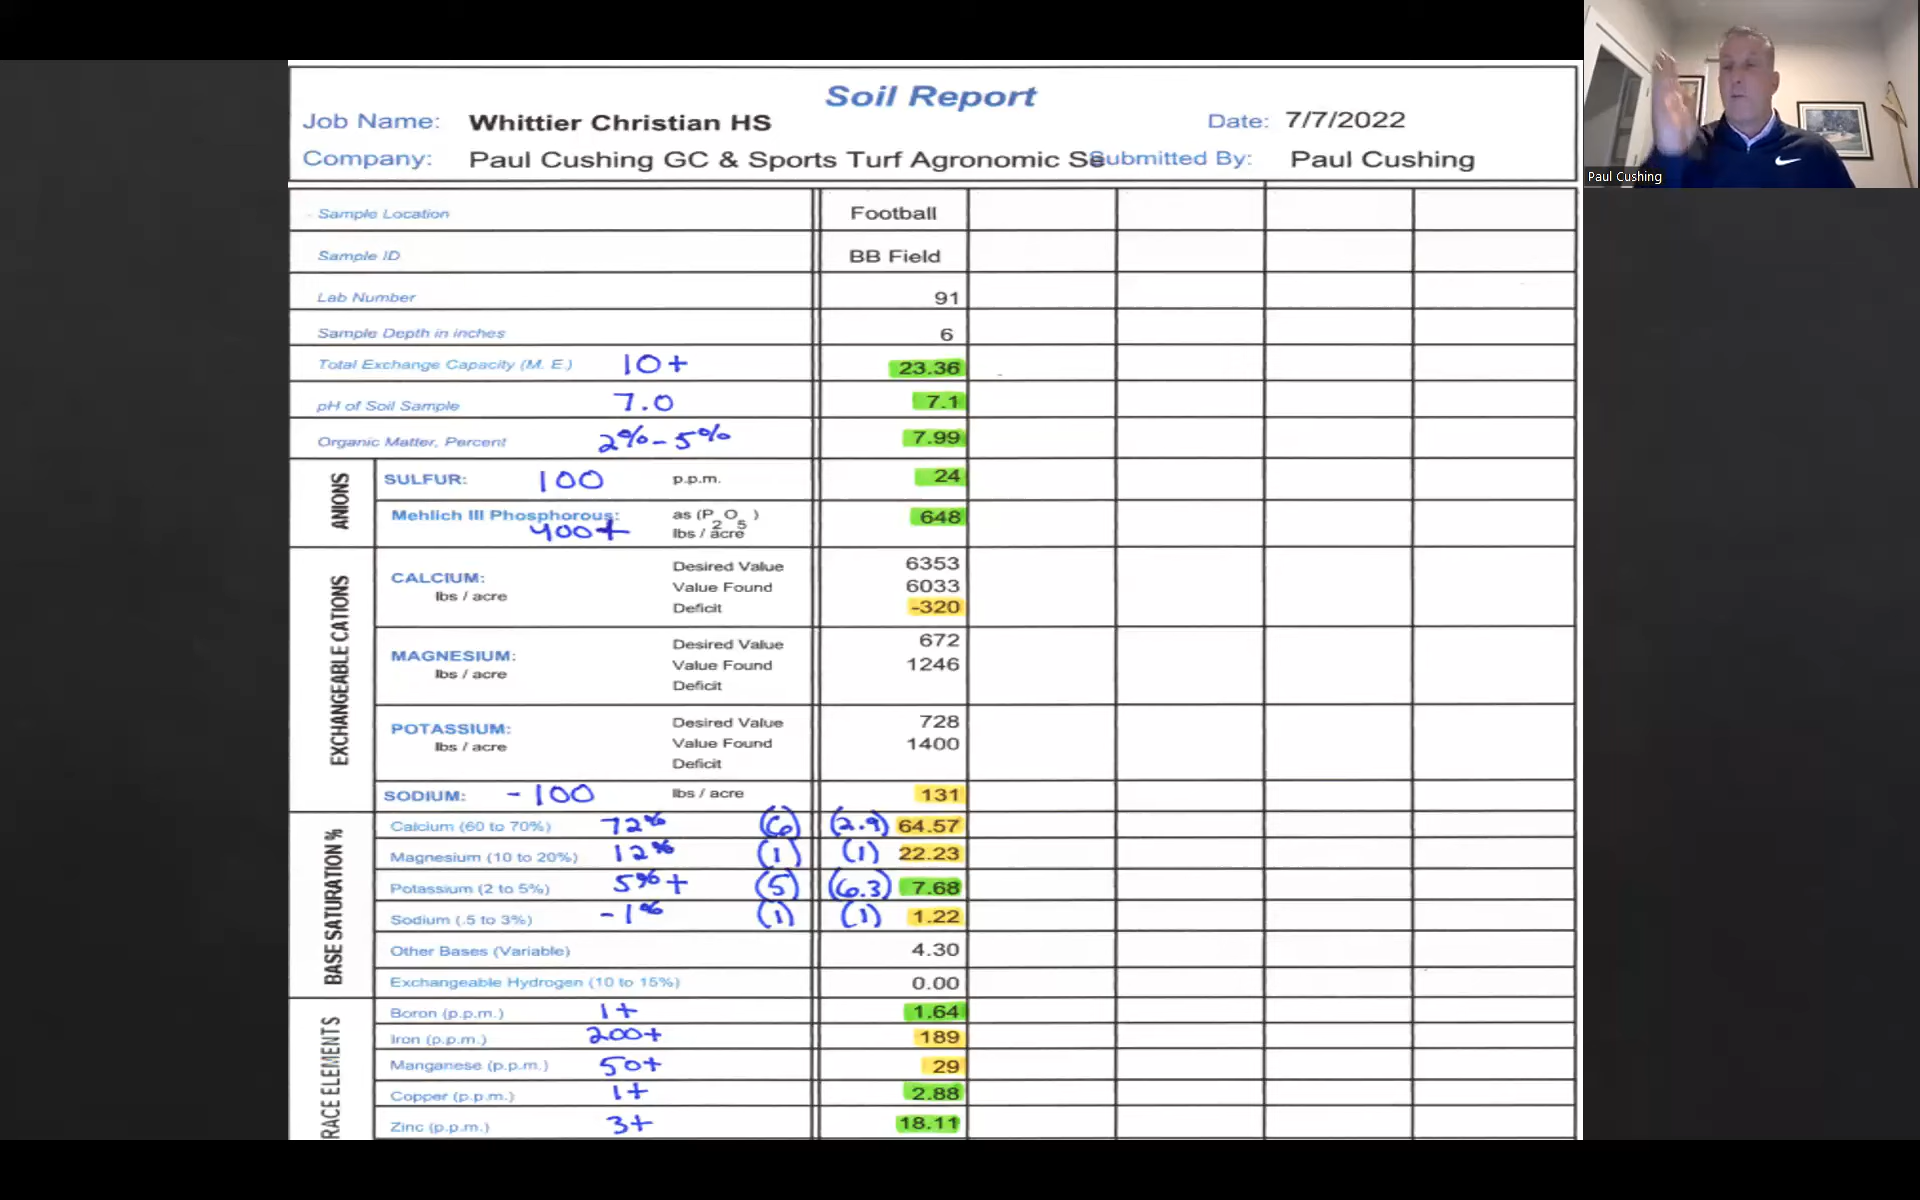 Soil Report
Job Name: Whittier Christian HS Date: 7/7/2022
Company: Paul Cushing GC & Sports Turf Agronomic Se Submitted By: Paul Cushing
Paul Cushing
Sample Location Football
Sample ID BB Field
Lab Number 91
Sample Depth in inches 6
Total Exchange Capacity (M. E.) 10+ 23.36
pH of Soil Sample 7.0 7.1
Organic Matter, Percent 2%-5% 7.99
ANIONS
SULFUR: 100 p.p.m. 24
Mehlich III Phosphorous: 400+ as (P2O5) lbs / acre 648
EXCHANGEABLE CATIONS
CALCIUM: lbs / acre
Desired Value 6353
Value Found 6033
Deficit -320
MAGNESIUM: lbs / acre
Desired Value 672
Value Found 1246
Deficit
POTASSIUM: lbs / acre
Desired Value 728
Value Found 1400
Deficit
SODIUM: -100 lbs / acre 131
BASE SATURATION %
Calcium (60 to 70%) 72% (6) (2.9) 64.57
Magnesium (10 to 20%) 12% (1) (1) 22.23
Potassium (2 to 5%) 5%+ (5) (6.3) 7.68
Sodium (.5 to 3%) -1% (1) (1) 1.22
Other Bases (Variable) 4.30
Exchangeable Hydrogen (10 to 15%) 0.00
RACE ELEMENTS
Boron (p.p.m.) 1+ 1.64
Iron (p.p.m.) 200+ 189
Manganese (p.p.m.) 50+ 29
Copper (p.p.m.) 1+ 2.88
Zinc (p.p.m.) 3+ 18.11